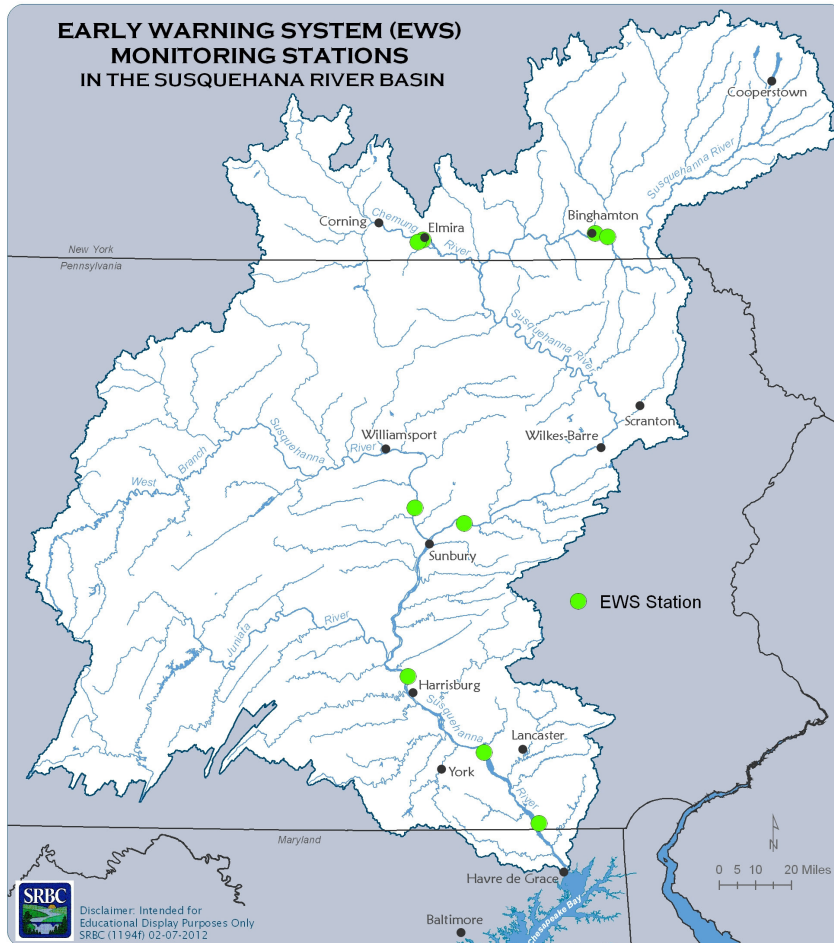 EARLY WARNING SYSTEM (EWS)
MONITORING STATIONS
IN THE SUSQUEHANA RIVER BASIN
Cooperstown
Susquehanna River
Corning
Chemung
River
Elmira
Binghamton
New York
Pennsylvania
Susquehanna River
Scranton
Williamsport
Wilkes-Barre
West
Branch
Susquehanna
River
Sunbury
EWS Station
Juniata
River
Harrisburg
Susquehanna
River
Lancaster
York
Maryland
N
0 5 10 20 Miles
Havre de Grace
Chesapeake Bay
Baltimore
SRBC
Disclaimer: Intended for
Educational Display Purposes Only
SRBC (1194f) 02-07-2012